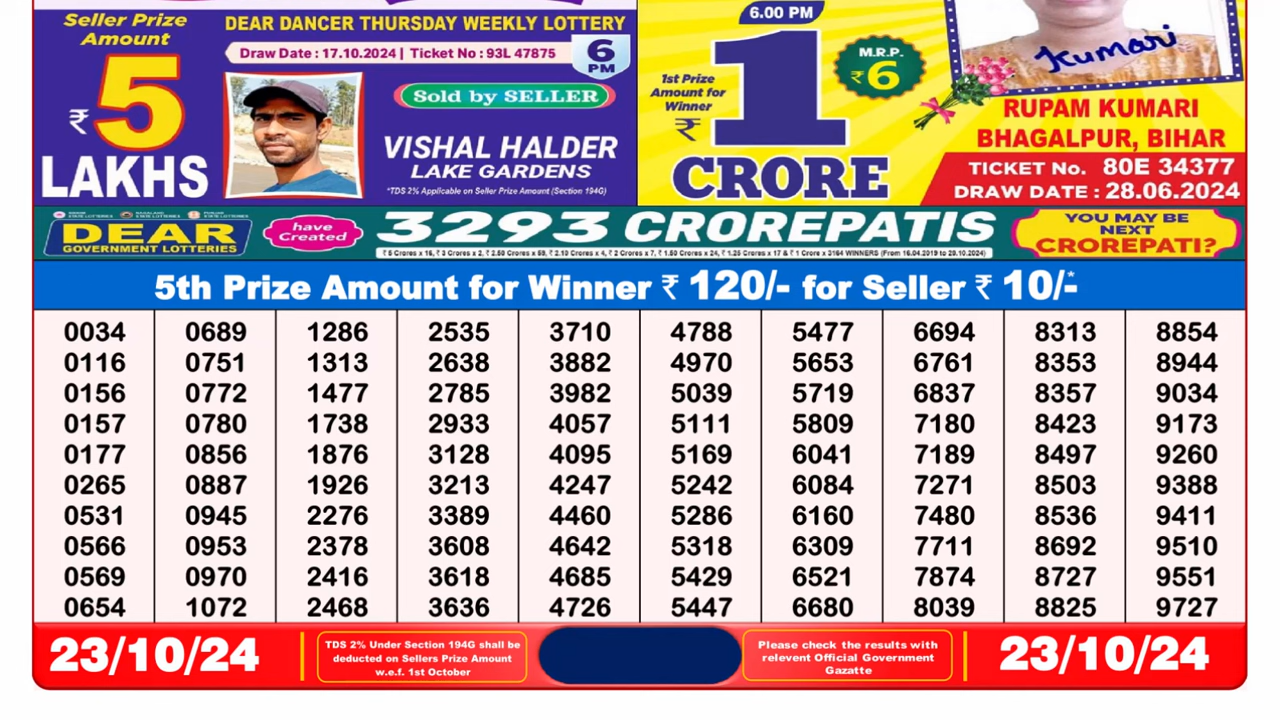 Seller Prize
Amount
₹5
LAKHS
DEAR DANCER THURSDAY WEEKLY LOTTERY
Draw Date : 17.10.2024 | Ticket No : 93L 47875
6
PM
Sold by SELLER
VISHAL HALDER
LAKE GARDENS
*TDS 2% Applicable on Seller Prize Amount (Section 194G)
6.00 PM
1st Prize
Amount for
Winner
₹ 1
CRORE
M.R.P.
₹6
Kumari
RUPAM KUMARI
BHAGALPUR, BIHAR
TICKET No. 80E 34377
DRAW DATE : 28.06.2024
DEAR
GOVERNMENT LOTTERIES
have
Created
3293 CROREPATIS
YOU MAY BE
NEXT
CROREPATI?
5th Prize Amount for Winner ₹ 120/- for Seller ₹ 10/-*
0034 0689 1286 2535 3710 4788 5477 6694 8313 8854
0116 0751 1313 2638 3882 4970 5653 6761 8353 8944
0156 0772 1477 2785 3982 5039 5719 6837 8357 9034
0157 0780 1738 2933 4057 5111 5809 7180 8423 9173
0177 0856 1876 3128 4095 5169 6041 7189 8497 9260
0265 0887 1926 3213 4247 5242 6084 7271 8503 9388
0531 0945 2276 3389 4460 5286 6160 7480 8536 9411
0566 0953 2378 3608 4642 5318 6309 7711 8692 9510
0569 0970 2416 3618 4685 5429 6521 7874 8727 9551
0654 1072 2468 3636 4726 5447 6680 8039 8825 9727
23/10/24
TDS 2% Under Section 194G shall be
deducted on Sellers Prize Amount
w.e.f. 1st October
Please check the results with
relevent Official Government
Gazatte
23/10/24